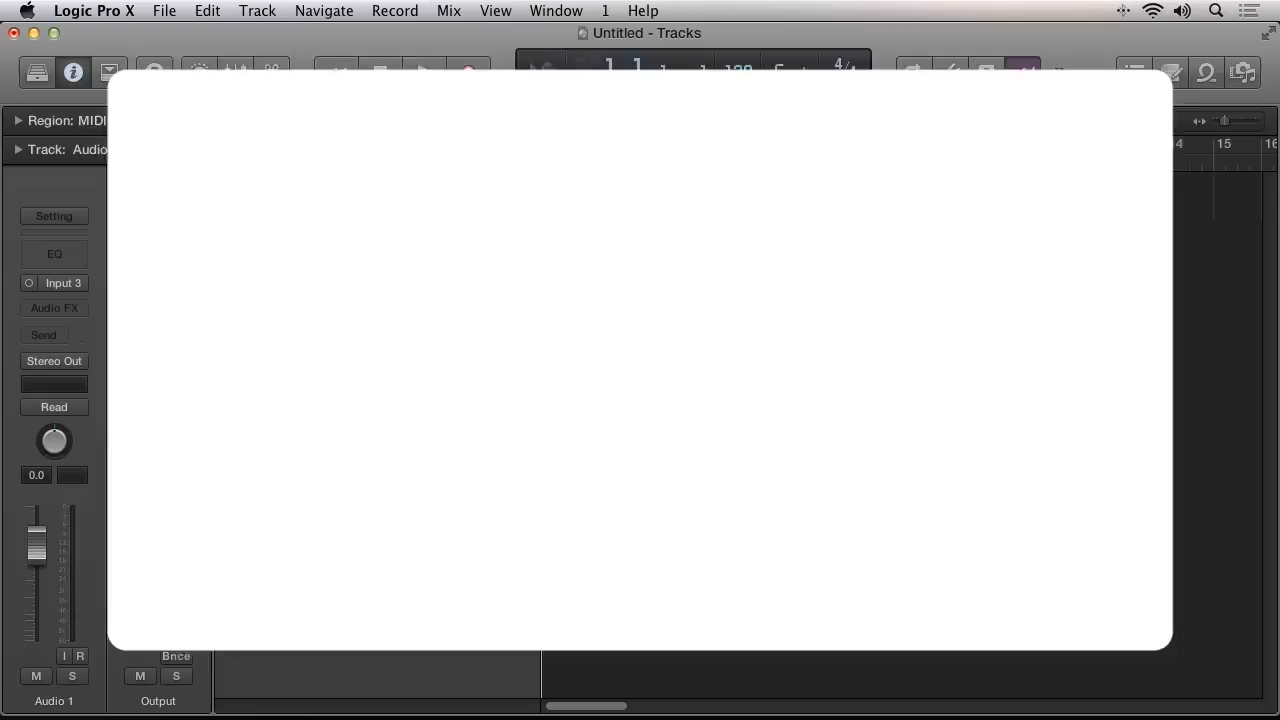 Logic Pro X File Edit Track Navigate Record Mix View Window 1 Help
Untitled - Tracks
Region: MIDI
Track: Audio
15 16
Setting
EQ
Input 3
Audio FX
Send
Stereo Out
Read
0.0
I R
Bnce
M S
M S
Audio 1
Output